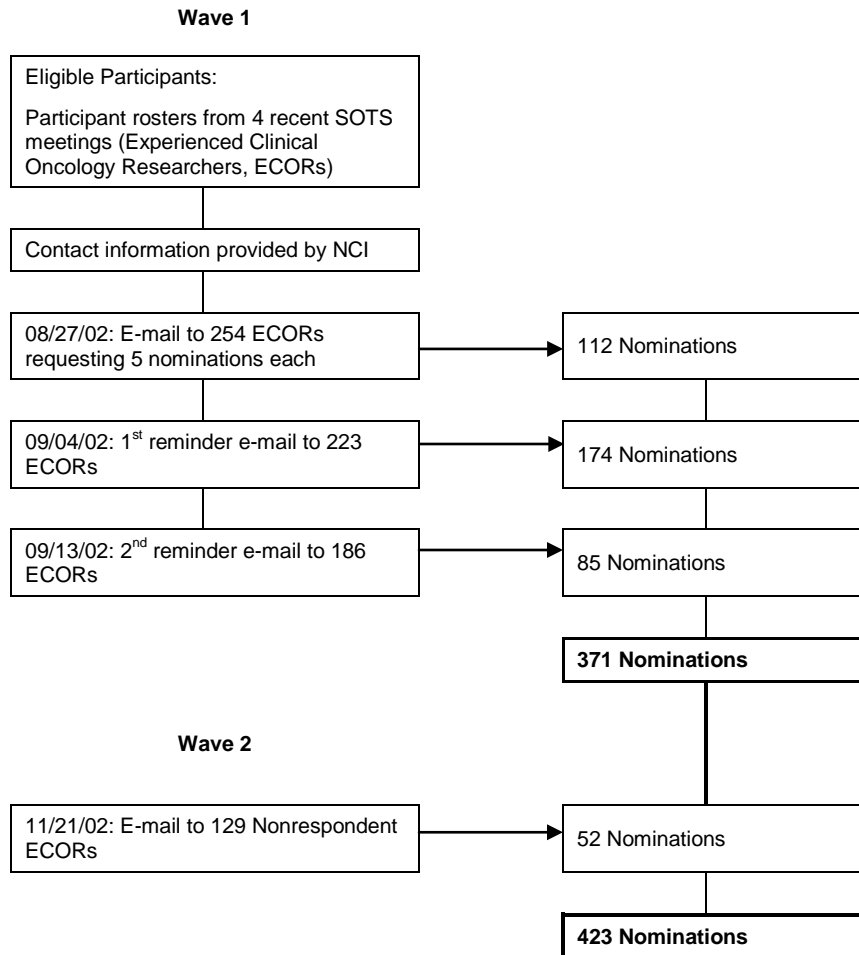 Wave 1
Eligible Participants:
Participant rosters from 4 recent SOTS
meetings (Experienced Clinical
Oncology Researchers, ECORs)
Contact information provided by NCI
08/27/02: E-mail to 254 ECORs
requesting 5 nominations each
112 Nominations
09/04/02: 1st reminder e-mail to 223
ECORs
174 Nominations
09/13/02: 2nd reminder e-mail to 186
ECORs
85 Nominations
371 Nominations
Wave 2
11/21/02: E-mail to 129 Nonrespondent
ECORs
52 Nominations
423 Nominations